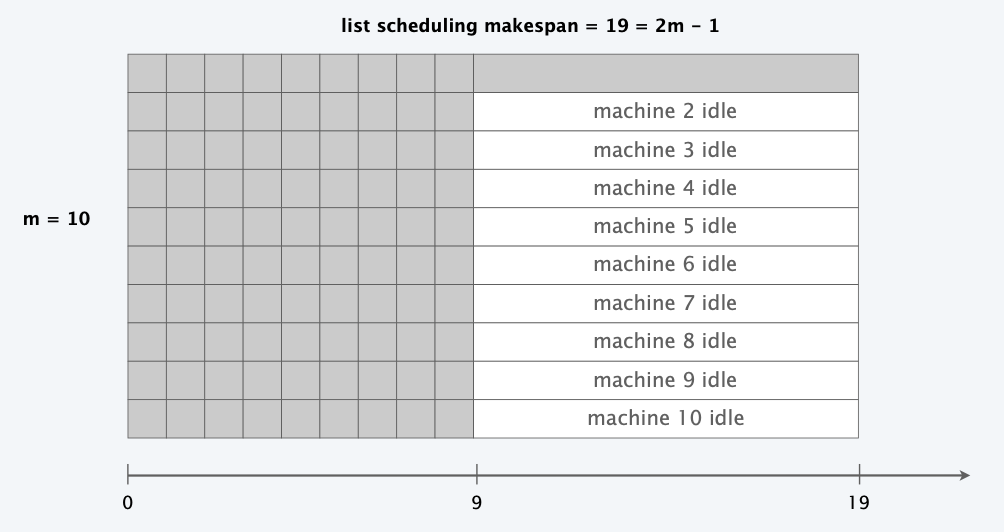 list scheduling makespan = 19 = 2m – 1
machine 2 idle
machine 3 idle
machine 4 idle
m = 10
machine 5 idle
machine 6 idle
machine 7 idle
machine 8 idle
machine 9 idle
machine 10 idle
0
9
19